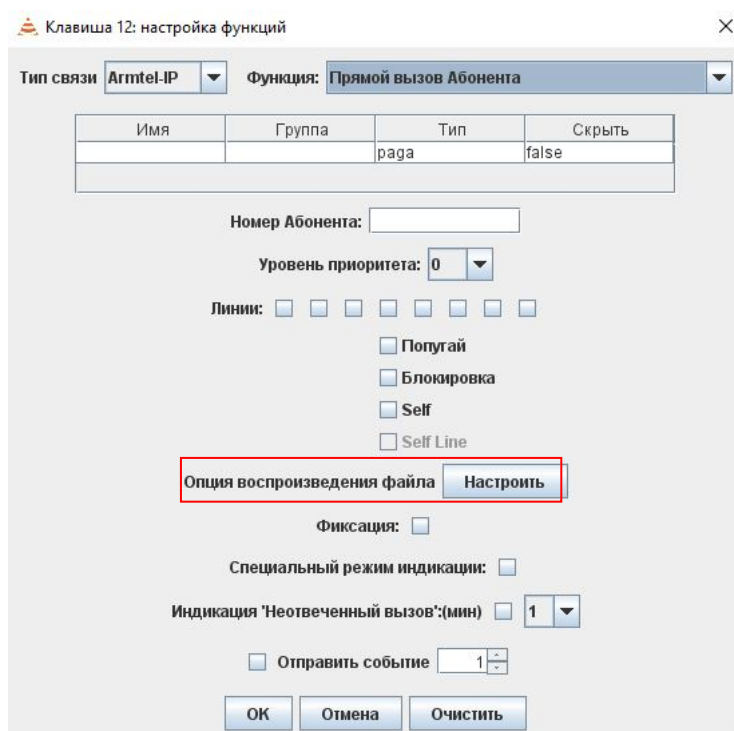 Клавиша 12: настройка функций
Тип связи Armtel-IP Функция: Прямой вызов Абонента
Имя Группа Тип Скрыть
paga false
Номер Абонента:
Уровень приоритета: 0
Линии:
Попугай
Блокировка
Self
Self Line
Опция воспроизведения файла Настроить
Фиксация:
Специальный режим индикации:
Индикация 'Неотвеченный вызов':(мин) 1
Отправить событие 1
OK Отмена Очистить